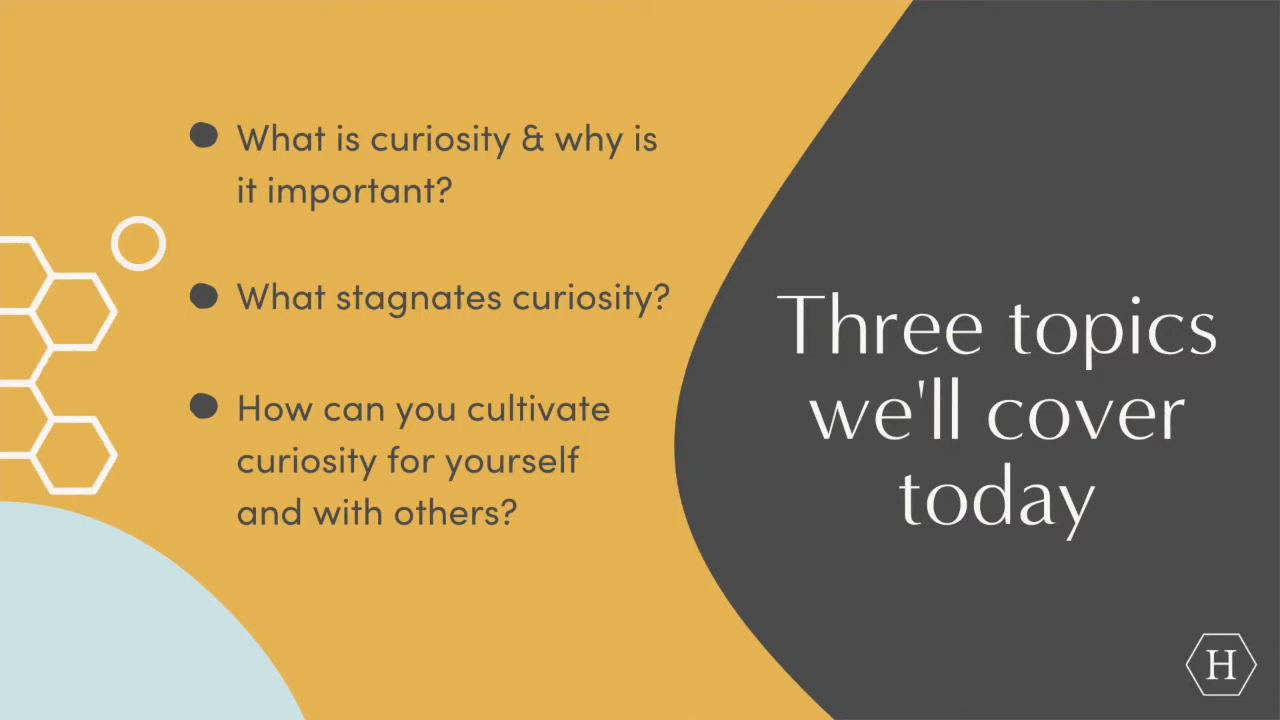 What is curiosity & why is
it important?
What stagnates curiosity?
How can you cultivate
curiosity for yourself
and with others?
Three topics
we'll cover
today
H